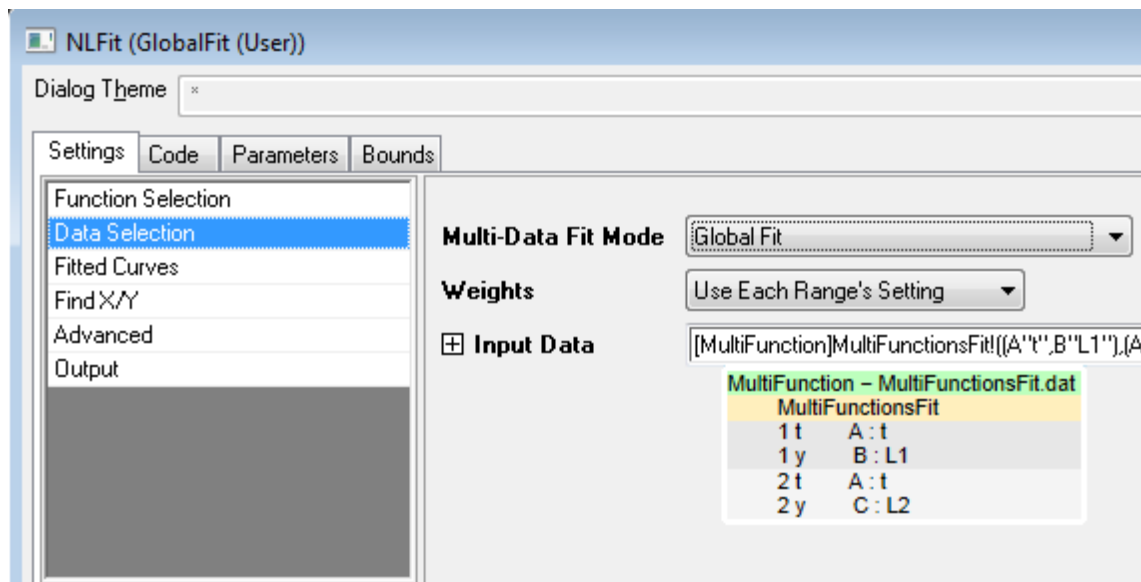 NLFit (GlobalFit (User))
Dialog Theme *
Settings Code Parameters Bounds
Function Selection
Data Selection
Fitted Curves
Find X/Y
Advanced
Output
Multi-Data Fit Mode Global Fit
Weights Use Each Range's Setting
Input Data [MultiFunction]MultiFunctionsFit!((A"t",B"L1"),(A
MultiFunction – MultiFunctionsFit.dat
MultiFunctionsFit
1 t A : t
1 y B : L1
2 t A : t
2 y C : L2